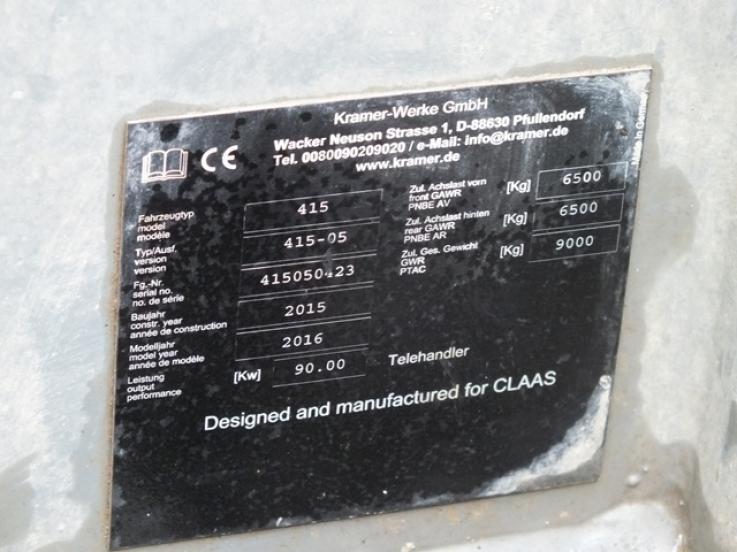 Kramer-Werke GmbH
Wacker Neuson Strasse 1, D-88630 Pfullendorf
Tel. 0080090209020 / e-Mail: info@kramer.de
www.kramer.de
Made in Germany
CE
Fahrzeugtyp
model
modèle
415
Typ/Ausf.
version
version
415-05
Fg.-Nr.
serial no.
no. de série
415050423
Baujahr
constr. year
année de construction
2015
Modelljahr
model year
année de modèle
2016
Leistung
output
performance
[Kw] 90.00
Zul. Achslast vorn
front GAWR
PNBE AV
[Kg] 6500
Zul. Achslast hinten
rear GAWR
PNBE AR
[Kg] 6500
Zul. Ges. Gewicht
GWR
PTAC
[Kg] 9000
Telehandler
Designed and manufactured for CLAAS